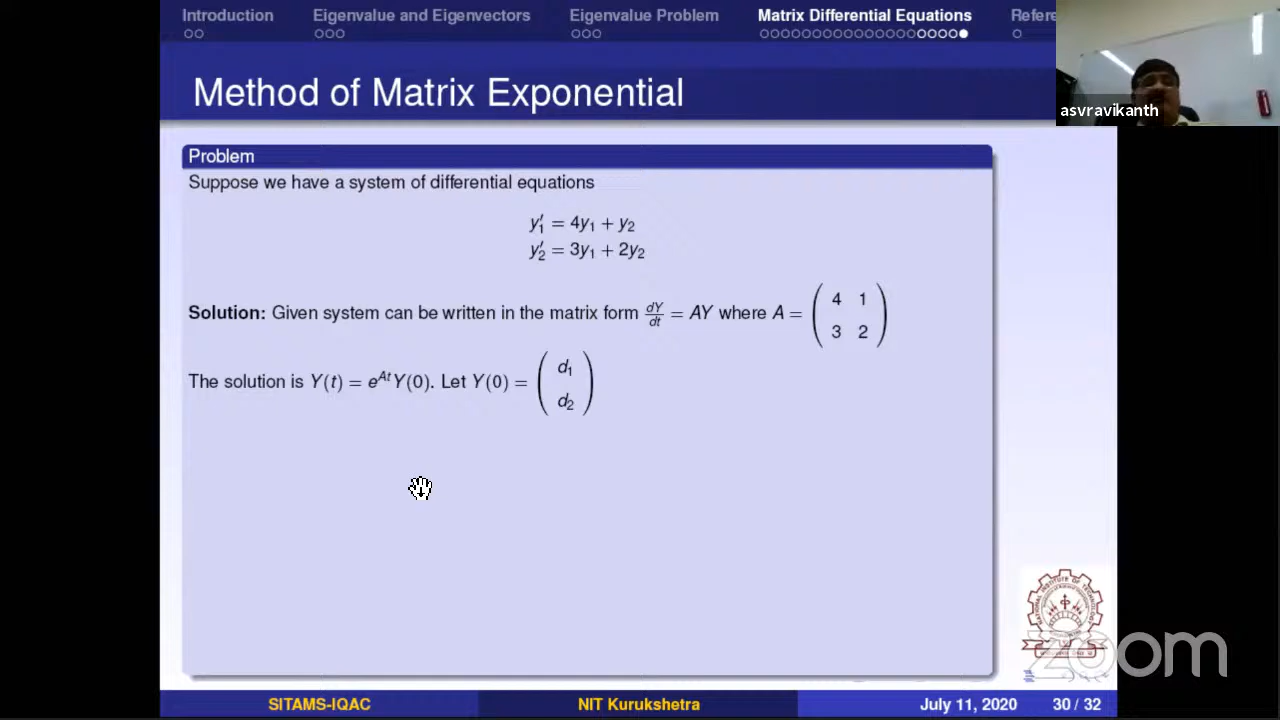 Introduction Eigenvalue and Eigenvectors Eigenvalue Problem Matrix Differential Equations Refere
asvravikanth
Method of Matrix Exponential
Problem
Suppose we have a system of differential equations
y′₁ = 4y₁ + y₂
y′₂ = 3y₁ + 2y₂
Solution: Given system can be written in the matrix form dY/dt = AY where A = ( 4 1 ; 3 2 )
The solution is Y(t) = e^{At}Y(0). Let Y(0) = ( d₁ ; d₂ )
zoom
SITAMS-IQAC NIT Kurukshetra July 11, 2020 30 / 32